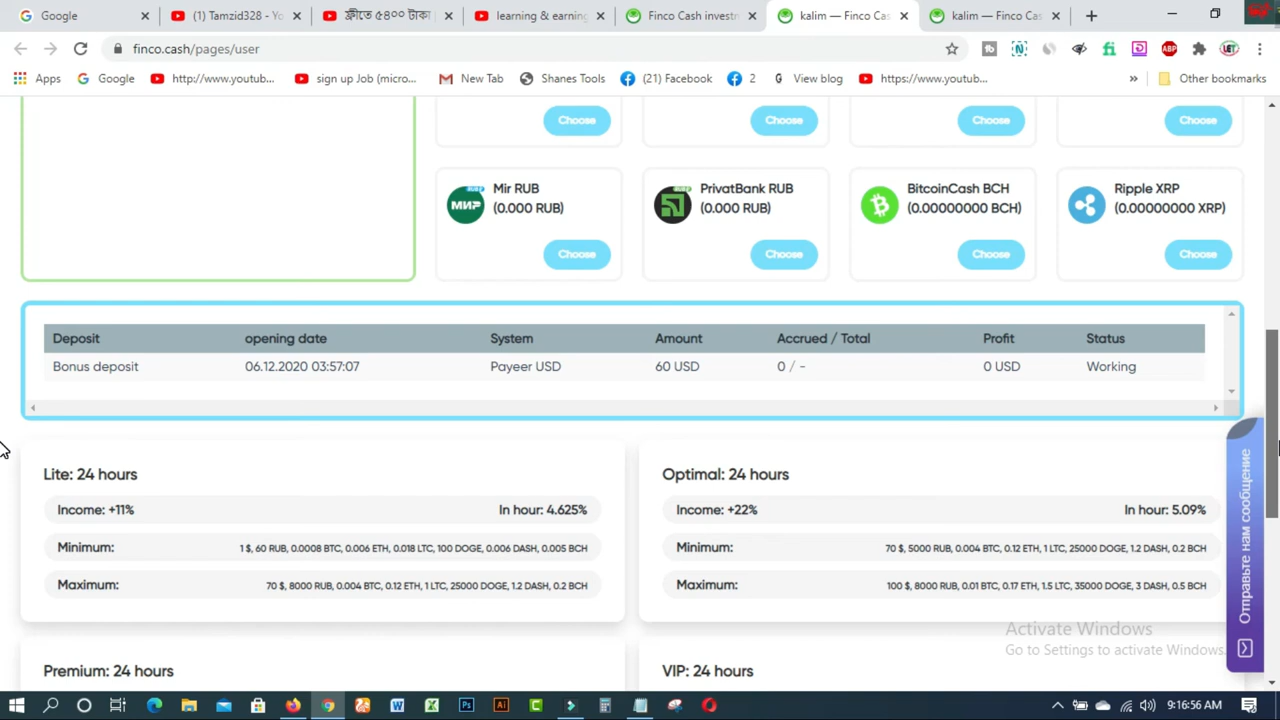 Google
(1) Tamzid328 - Yo
ফ্রীতে ৫৪০০ টাকা
learning & earning
Finco Cash investm
kalim — Finco Cas
kalim — Finco Cas
finco.cash/pages/user
ABP
Apps
Google
http://www.youtub...
sign up Job (micro...
New Tab
Shanes Tools
(21) Facebook
2
View blog
https://www.youtub...
Other bookmarks
Choose
Choose
Choose
Choose
Mir RUB
(0.000 RUB)
Choose
PrivatBank RUB
(0.000 RUB)
Choose
BitcoinCash BCH
(0.00000000 BCH)
Choose
Ripple XRP
(0.00000000 XRP)
Choose
Deposit opening date System Amount Accrued / Total Profit Status
Bonus deposit 06.12.2020 03:57:07 Payeer USD 60 USD 0 / - 0 USD Working
Lite: 24 hours
Income: +11% In hour: 4.625%
Minimum: 1 $, 60 RUB, 0.0008 BTC, 0.006 ETH, 0.018 LTC, 100 DOGE, 0.006 DASH, 0.005 BCH
Maximum: 70 $, 8000 RUB, 0.004 BTC, 0.12 ETH, 1 LTC, 25000 DOGE, 1.2 DASH, 0.2 BCH
Optimal: 24 hours
Income: +22% In hour: 5.09%
Minimum: 70 $, 5000 RUB, 0.004 BTC, 0.12 ETH, 1 LTC, 25000 DOGE, 1.2 DASH, 0.2 BCH
Maximum: 100 $, 8000 RUB, 0.01 BTC, 0.17 ETH, 1.5 LTC, 35000 DOGE, 3 DASH, 0.5 BCH
Отправьте нам сообщение
Activate Windows
Go to Settings to activate Windows.
Premium: 24 hours
VIP: 24 hours
9:16:56 AM